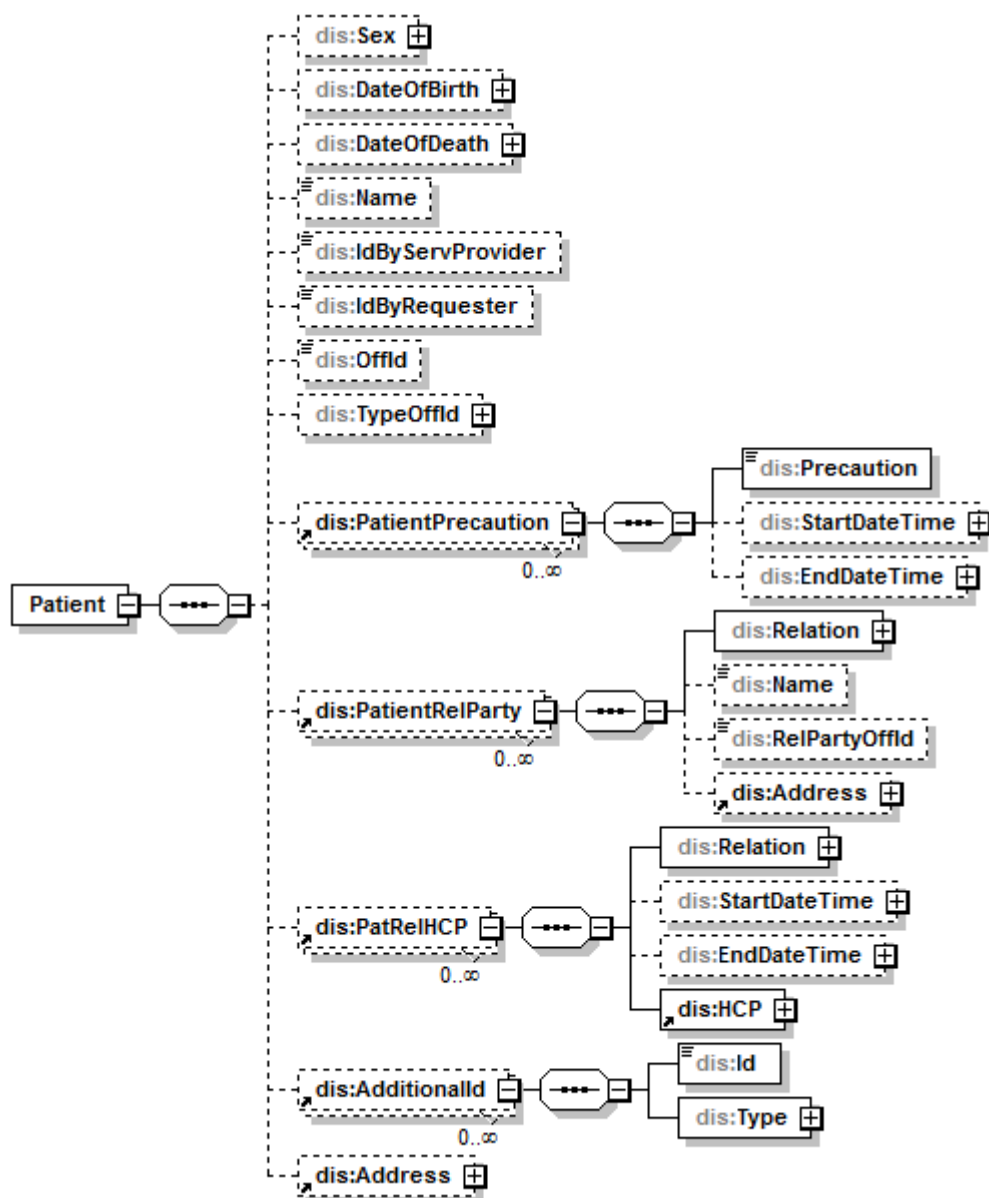 dis:Sex
dis:DateOfBirth
dis:DateOfDeath
dis:Name
dis:IdByServProvider
dis:IdByRequester
dis:OffId
dis:TypeOffId
dis:PatientPrecaution
0..∞
dis:Precaution
dis:StartDateTime
dis:EndDateTime
Patient
dis:PatientRelParty
0..∞
dis:Relation
dis:Name
dis:RelPartyOffId
dis:Address
dis:PatRelHCP
0..∞
dis:Relation
dis:StartDateTime
dis:EndDateTime
dis:HCP
dis:AdditionalId
0..∞
dis:Id
dis:Type
dis:Address